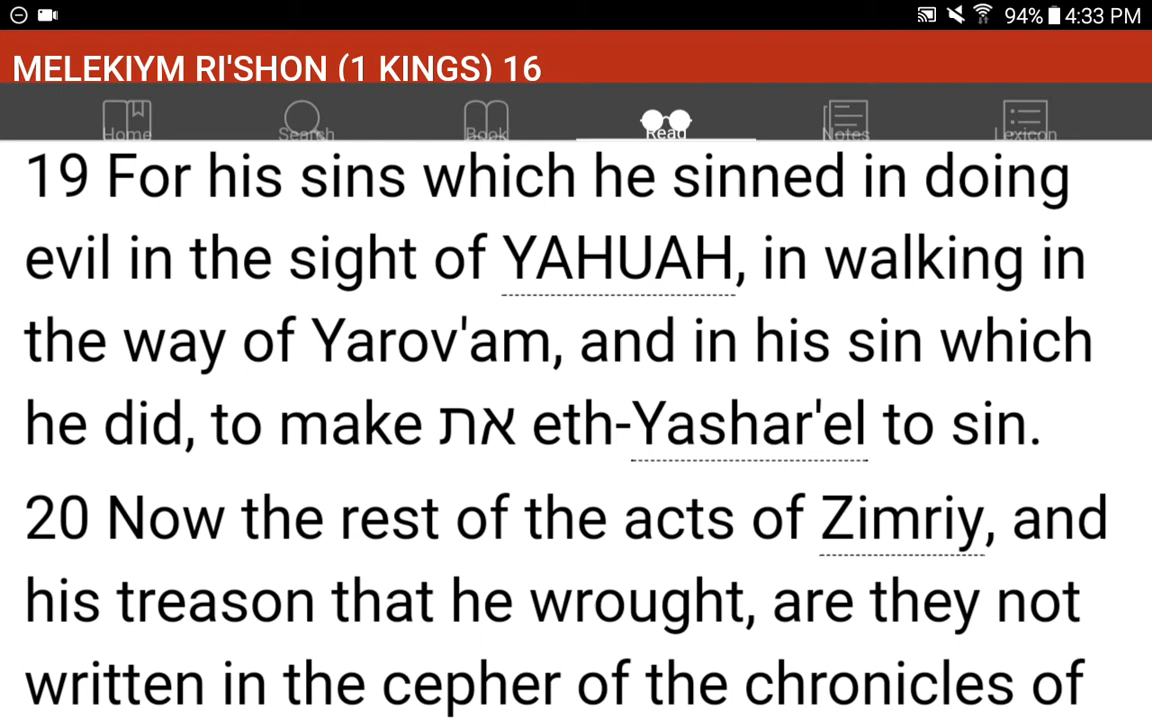 94% 4:33 PM
MELEKIYM RI'SHON (1 KINGS) 16
Home Search Book Read Notes Lexicon
19 For his sins which he sinned in doing
evil in the sight of YAHUAH, in walking in
the way of Yarov'am, and in his sin which
he did, to make את eth-Yashar'el to sin.
20 Now the rest of the acts of Zimriy, and
his treason that he wrought, are they not
written in the cepher of the chronicles of